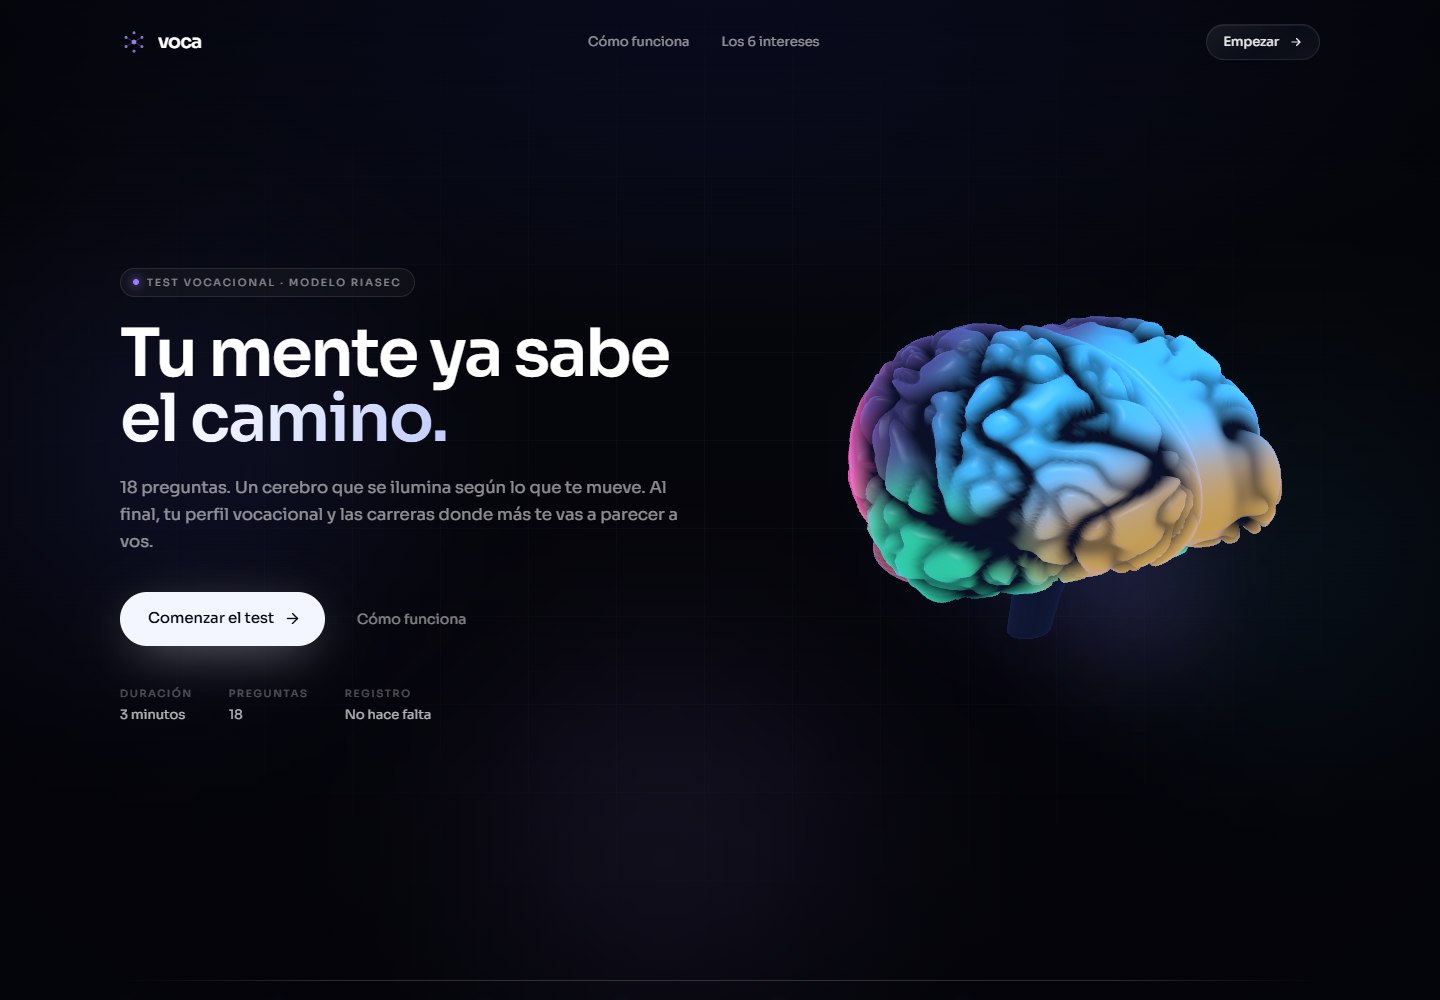 voca
Cómo funciona
Los 6 intereses
Empezar →
TEST VOCACIONAL · MODELO RIASEC
Tu mente ya sabe
el camino.
18 preguntas. Un cerebro que se ilumina según lo que te mueve. Al
final, tu perfil vocacional y las carreras donde más te vas a parecer a
vos.
Comenzar el test →
Cómo funciona
DURACIÓN
3 minutos
PREGUNTAS
18
REGISTRO
No hace falta